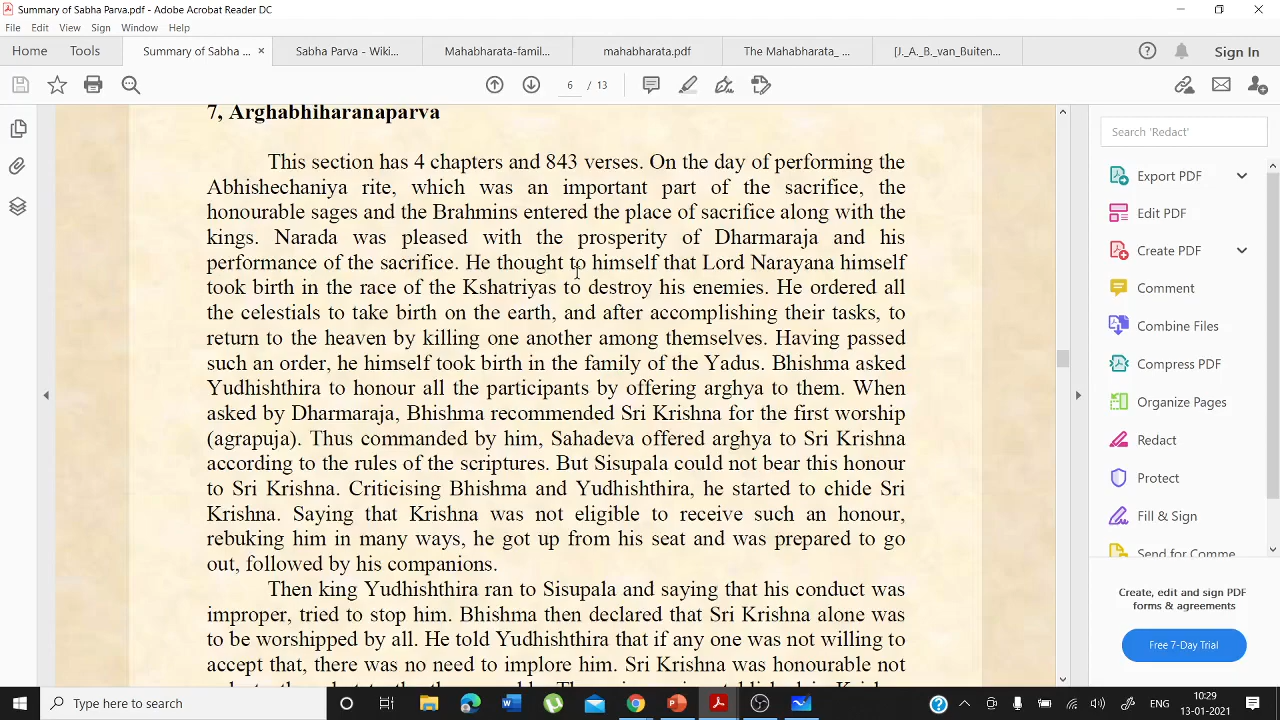 Summary of Sabha Parva.pdf - Adobe Acrobat Reader DC
File Edit View Sign Window Help
Home Tools Summary of Sabha ... × Sabha Parva - Wiki... Mahabharata-famil... mahabharata.pdf The Mahabharata_ ... [J._A._B._van_Buiten... Sign In
6 / 13
7, Arghabhiharanaparva
This section has 4 chapters and 843 verses. On the day of performing the
Abhishechaniya rite, which was an important part of the sacrifice, the
honourable sages and the Brahmins entered the place of sacrifice along with the
kings. Narada was pleased with the prosperity of Dharmaraja and his
performance of the sacrifice. He thought to himself that Lord Narayana himself
took birth in the race of the Kshatriyas to destroy his enemies. He ordered all
the celestials to take birth on the earth, and after accomplishing their tasks, to
return to the heaven by killing one another among themselves. Having passed
such an order, he himself took birth in the family of the Yadus. Bhishma asked
Yudhishthira to honour all the participants by offering arghya to them. When
asked by Dharmaraja, Bhishma recommended Sri Krishna for the first worship
(agrapuja). Thus commanded by him, Sahadeva offered arghya to Sri Krishna
according to the rules of the scriptures. But Sisupala could not bear this honour
to Sri Krishna. Criticising Bhishma and Yudhishthira, he started to chide Sri
Krishna. Saying that Krishna was not eligible to receive such an honour,
rebuking him in many ways, he got up from his seat and was prepared to go
out, followed by his companions.
Then king Yudhishthira ran to Sisupala and saying that his conduct was
improper, tried to stop him. Bhishma then declared that Sri Krishna alone was
to be worshipped by all. He told Yudhishthira that if any one was not willing to
accept that, there was no need to implore him. Sri Krishna was honourable not
Search 'Redact'
Export PDF
Edit PDF
Create PDF
Comment
Combine Files
Compress PDF
Organize Pages
Redact
Protect
Fill & Sign
Send for Comme
Create, edit and sign PDF
forms & agreements
Free 7-Day Trial
Type here to search
ENG
10:29
13-01-2021